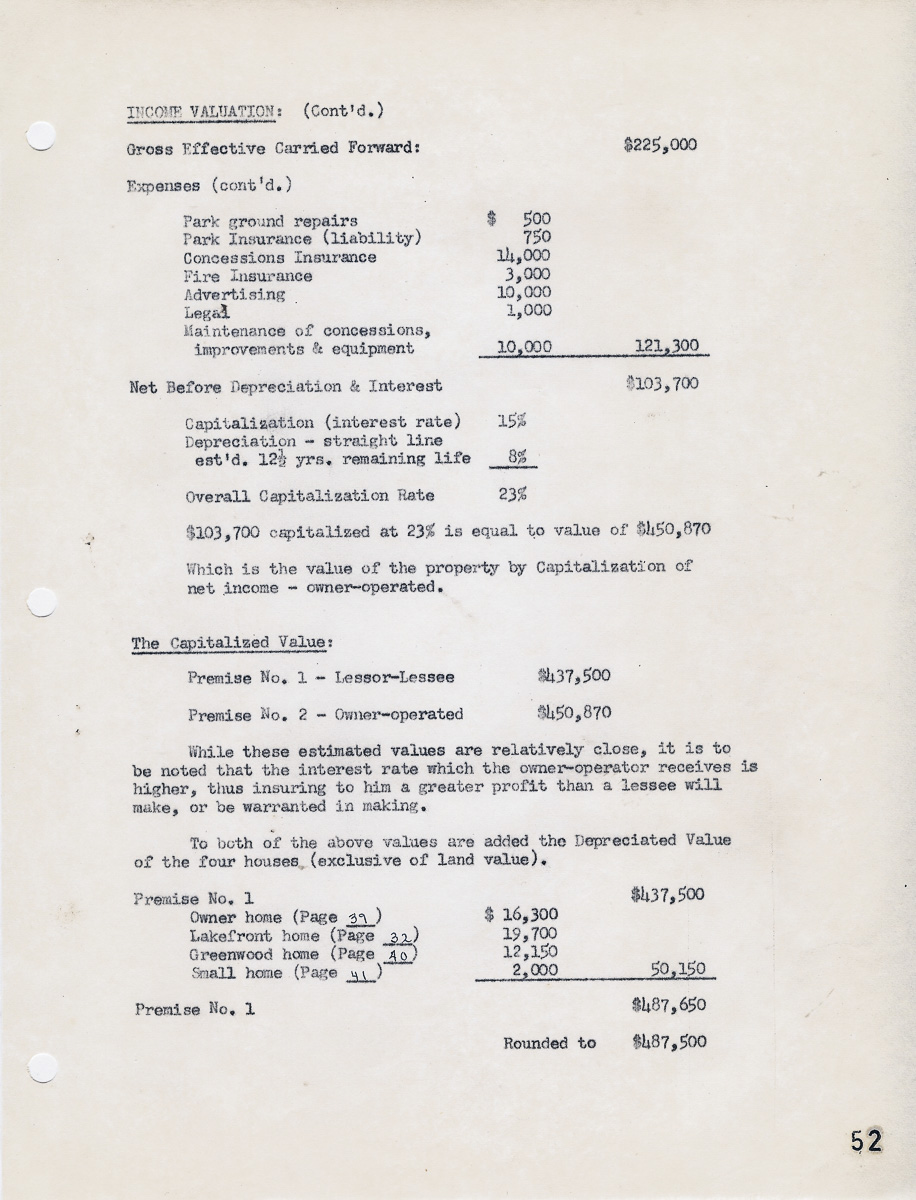 INCOME VALUATION: (Cont'd.)
Gross Effective Carried Forward: $225,000
Expenses (cont'd.)
Park ground repairs $ 500
Park Insurance (liability) 750
Concessions Insurance 14,000
Fire Insurance 3,000
Advertising 10,000
Legal 1,000
Maintenance of concessions,
improvements & equipment 10,000 121,300
Net Before Depreciation & Interest $103,700
Capitalization (interest rate) 15%
Depreciation - straight line
est'd. 12½ yrs. remaining life 8%
Overall Capitalization Rate 23%
$103,700 capitalized at 23% is equal to value of $450,870
Which is the value of the property by Capitalization of
net income - owner-operated.
The Capitalized Value:
Premise No. 1 - Lessor-Lessee $437,500
Premise No. 2 - Owner-operated $450,870
While these estimated values are relatively close, it is to
be noted that the interest rate which the owner-operator receives is
higher, thus insuring to him a greater profit than a lessee will
make, or be warranted in making.
To both of the above values are added the Depreciated Value
of the four houses (exclusive of land value).
Premise No. 1 $437,500
Owner home (Page 39) $ 16,300
Lakefront home (Page 32) 19,700
Greenwood home (Page 40) 12,150
Small home (Page 41) 2,000 50,150
Premise No. 1 $487,650
Rounded to $487,500
52